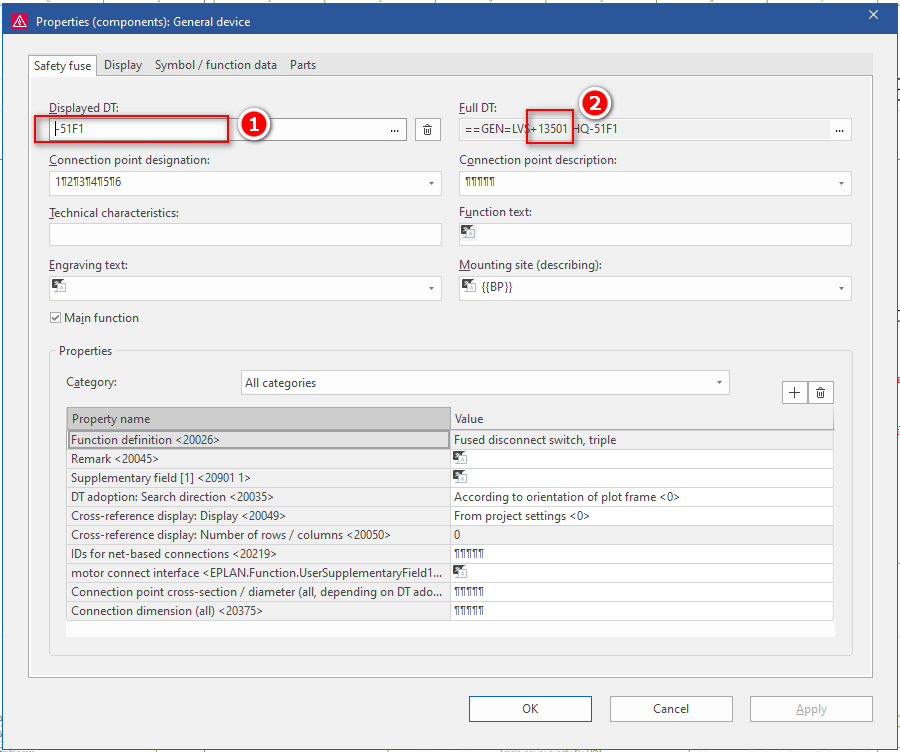 Properties (components): General device
Safety fuse Display Symbol / function data Parts
Displayed DT: Full DT:
-51F1 ... 1 ==GEN=LVS+13501 HQ-51F1 ... 2
Connection point designation: Connection point description:
1¶2¶3¶4¶5¶6 ¶¶¶¶¶
Technical characteristics: Function text:
Engraving text: Mounting site (describing):
{{BP}}
Main function
Properties
Category: All categories
Property name Value
Function definition <20026> Fused disconnect switch, triple
Remark <20045>
Supplementary field [1] <20901 1>
DT adoption: Search direction <20035> According to orientation of plot frame <0>
Cross-reference display: Display <20049> From project settings <0>
Cross-reference display: Number of rows / columns <20050> 0
IDs for net-based connections <20219> ¶¶¶¶¶
motor connect interface <EPLAN.Function.UserSupplementaryField1...
Connection point cross-section / diameter (all, depending on DT ado... ¶¶¶¶¶
Connection dimension (all) <20375> ¶¶¶¶¶
OK Cancel Apply